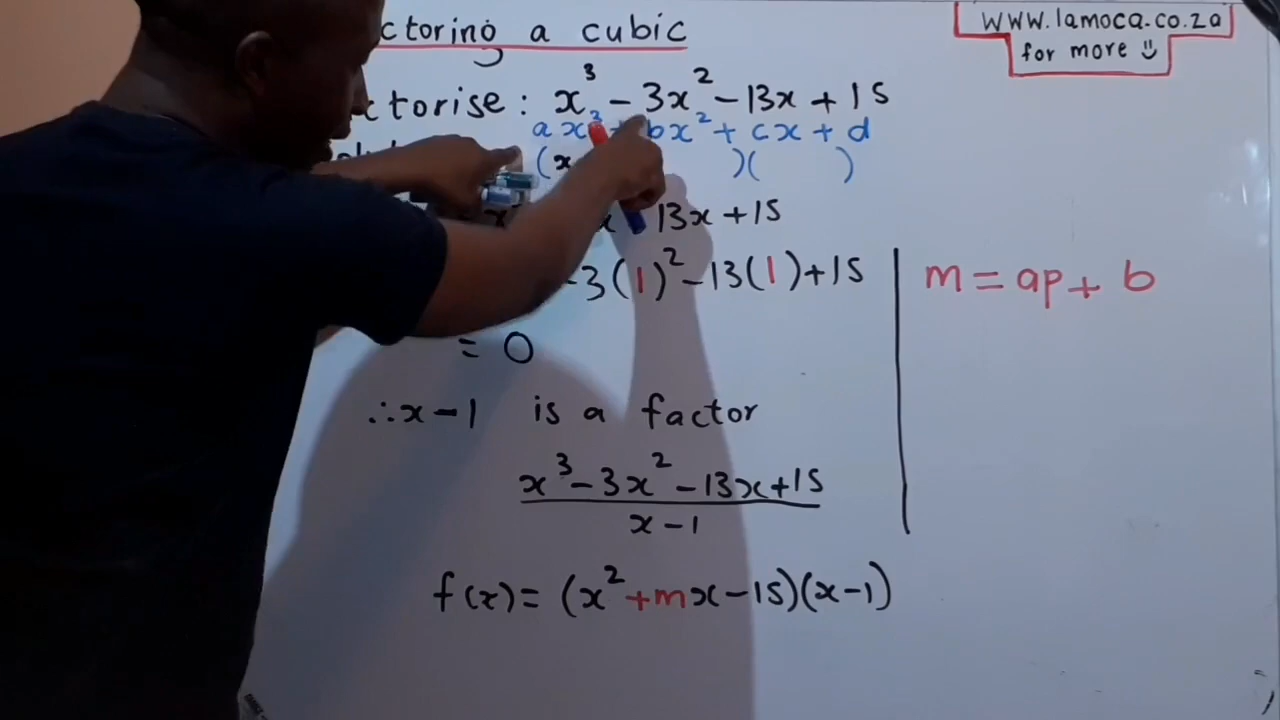 ctoring a cubic
www.lamoca.co.za
for more
ctorise: x³ - 3x² - 13x + 15
ax³ + bx² + cx + d
(x )( )
13x + 15
-3(1)² - 13(1) + 15
m = ap + b
= 0
∴ x - 1 is a factor
x³ - 3x² - 13x + 15
x - 1
f(x) = (x² + mx - 15)(x - 1)